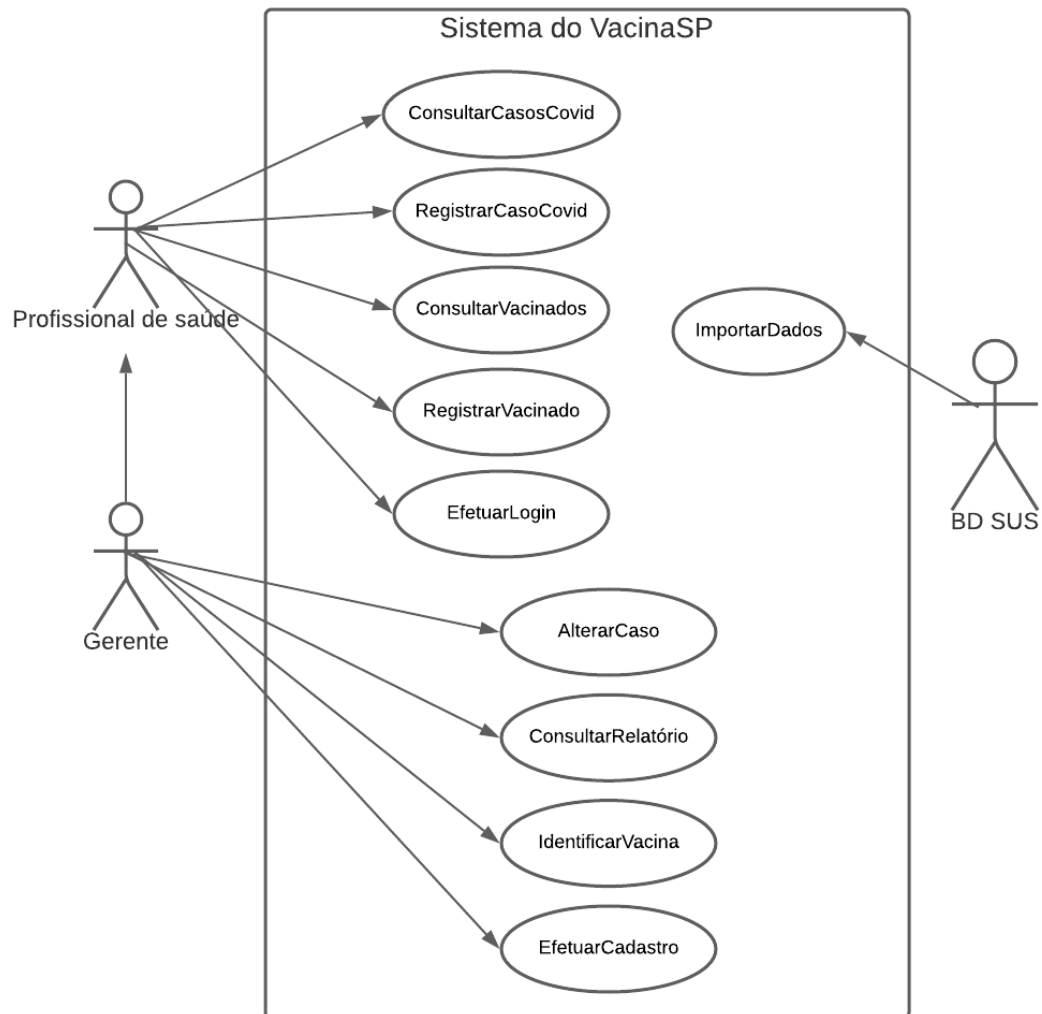 Sistema do VacinaSP
ConsultarCasosCovid
RegistrarCasoCovid
ConsultarVacinados
Profissional de saúde
ImportarDados
RegistrarVacinado
EfetuarLogin
BD SUS
Gerente
AlterarCaso
ConsultarRelatório
IdentificarVacina
EfetuarCadastro